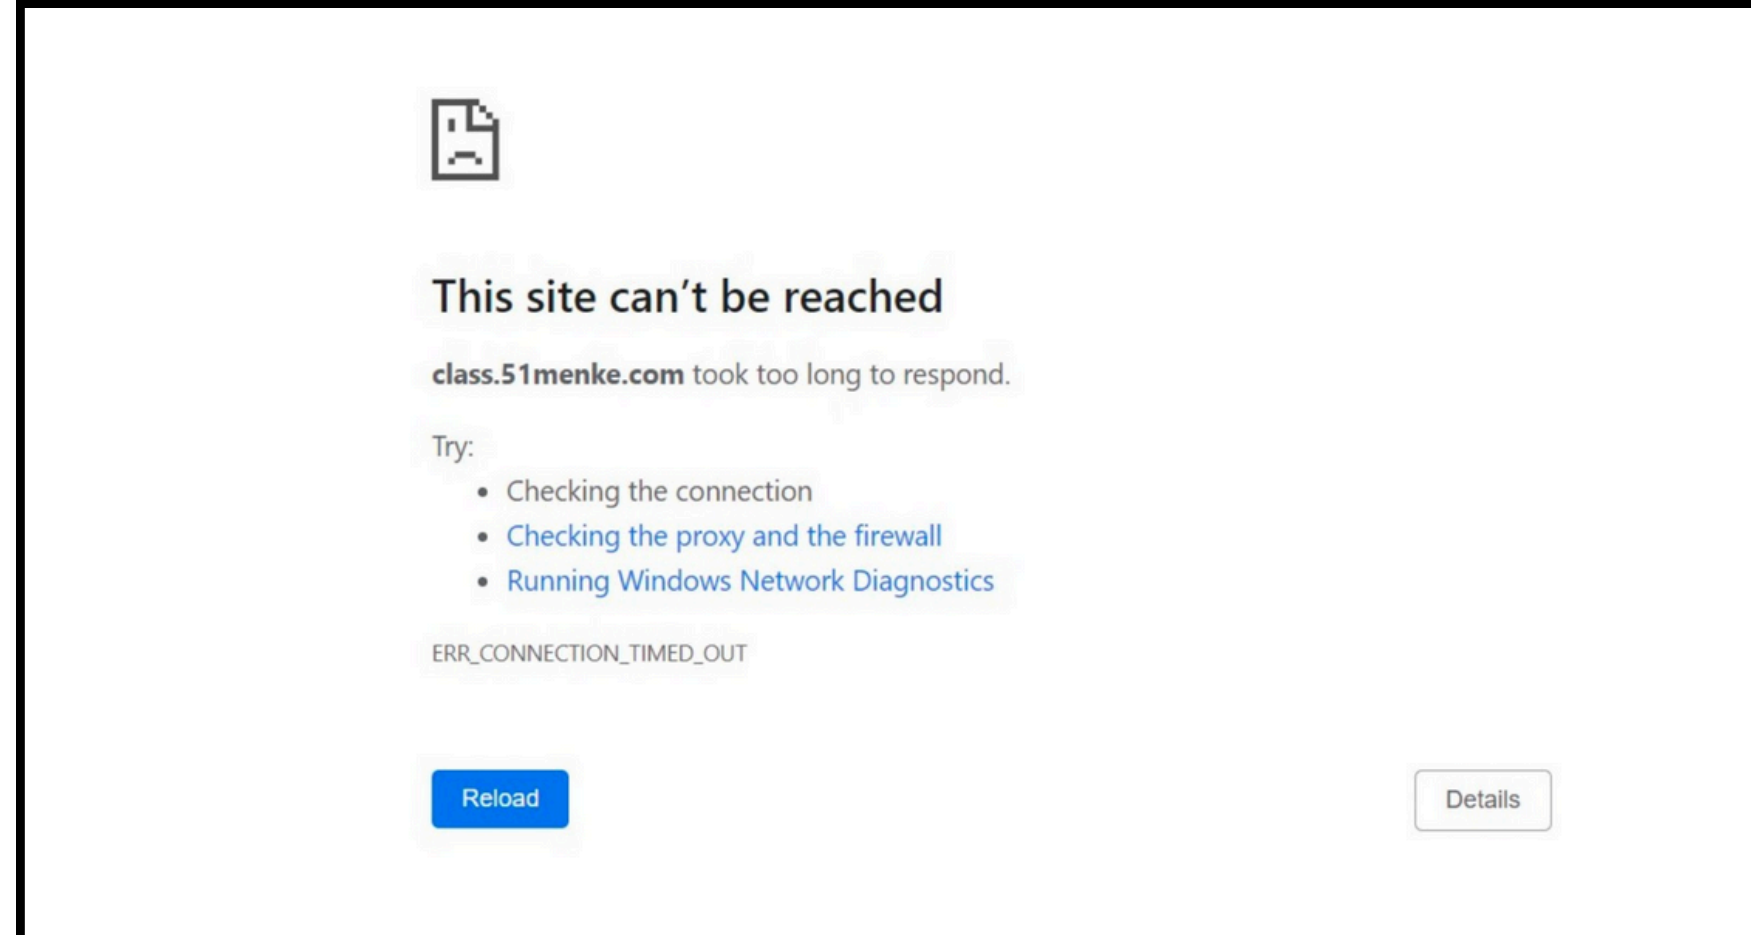 This site can’t be reached
class.51menke.com took too long to respond.
Try:
• Checking the connection
• Checking the proxy and the firewall
• Running Windows Network Diagnostics
ERR_CONNECTION_TIMED_OUT
Reload
Details